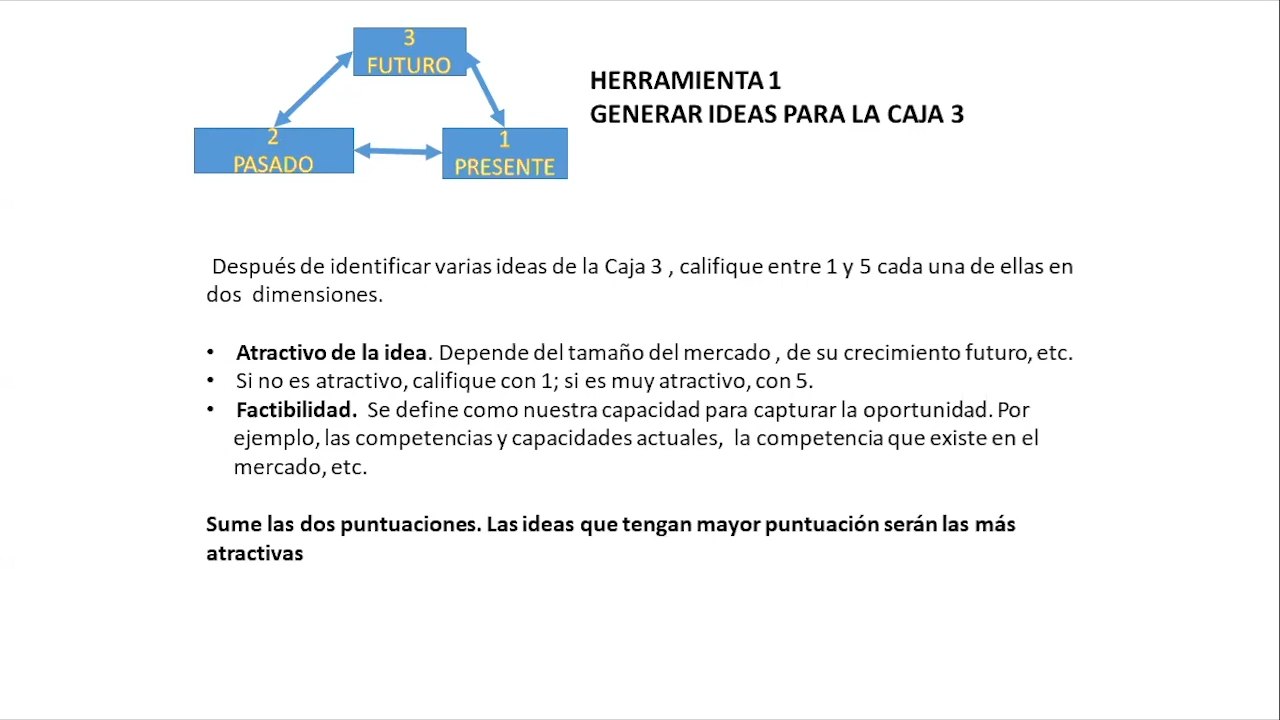 3
FUTURO
2
PASADO
1
PRESENTE
HERRAMIENTA 1
GENERAR IDEAS PARA LA CAJA 3
Después de identificar varias ideas de la Caja 3 , califique entre 1 y 5 cada una de ellas en
dos dimensiones.
• Atractivo de la idea. Depende del tamaño del mercado , de su crecimiento futuro, etc.
• Si no es atractivo, califique con 1; si es muy atractivo, con 5.
• Factibilidad. Se define como nuestra capacidad para capturar la oportunidad. Por
ejemplo, las competencias y capacidades actuales, la competencia que existe en el
mercado, etc.
Sume las dos puntuaciones. Las ideas que tengan mayor puntuación serán las más
atractivas